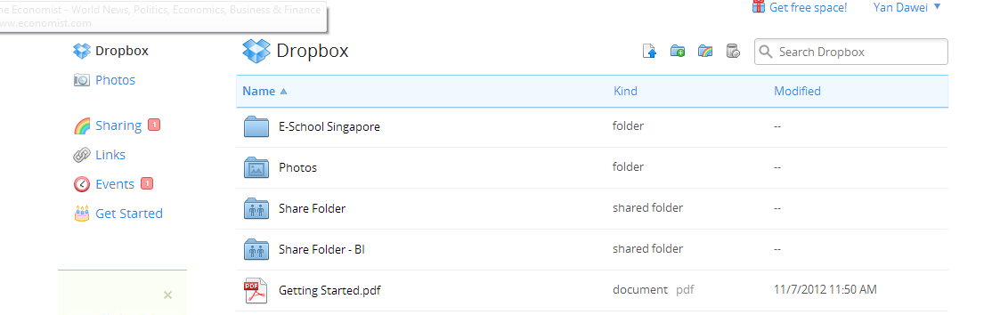 he Economist - World News, Politics, Economics, Business & Finance
www.economist.com
Get free space!
Yan Dawei
Dropbox
Photos
Sharing 1
Links
Events 1
Get Started
Dropbox
Search Dropbox
Name Kind Modified
E-School Singapore folder --
Photos folder --
Share Folder shared folder --
Share Folder - BI shared folder --
PDF Getting Started.pdf document pdf 11/7/2012 11:50 AM